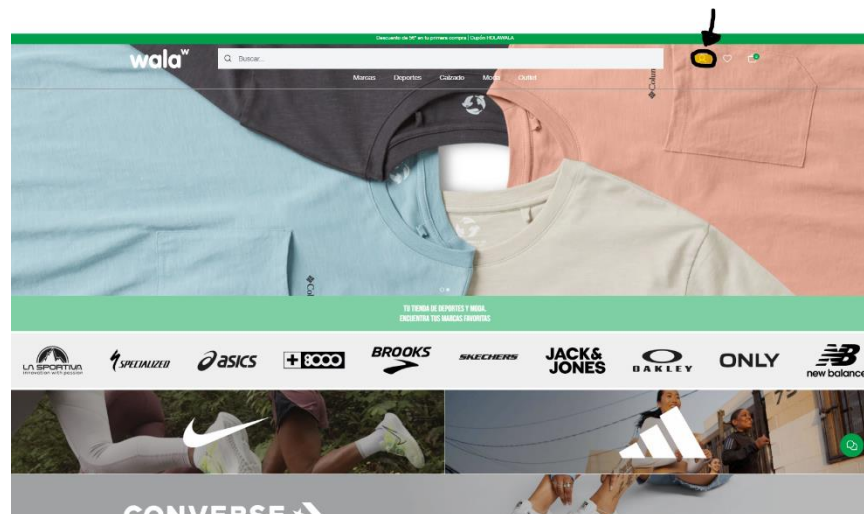 Descuento de 5€* en tu primera compra | Cupón HOLAWALA
wala w
Buscar...
Marcas Deportes Calzado Moda Outlet
Columbia
TU TIENDA DE DEPORTES Y MODA.
ENCUENTRA TUS MARCAS FAVORITAS
LA SPORTIVA
innovation with passion
SPECIALIZED
asics
+8000
BROOKS
SKECHERS
JACK&
JONES
OAKLEY
ONLY
new balance
CONVERSE